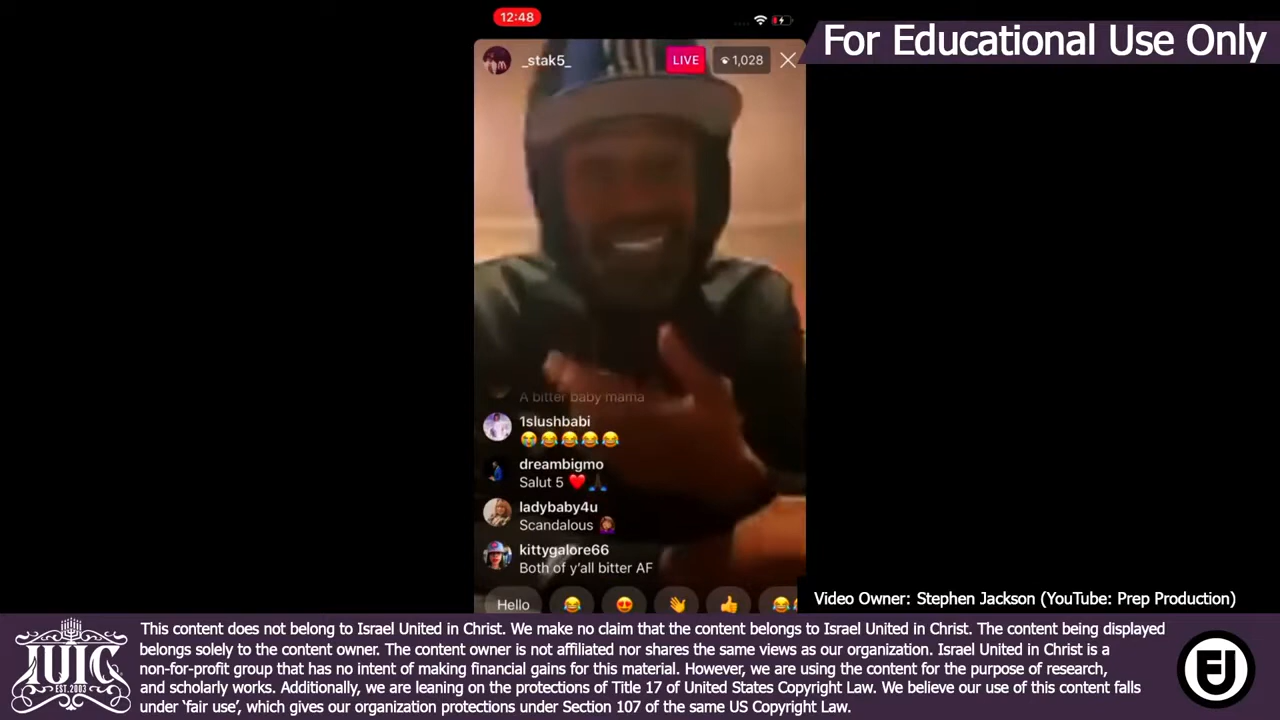 12:48
For Educational Use Only
_stak5_
LIVE
1,028
A bitter baby mama
1slushbabi
😭😂😂😂😂
dreambigmo
Salut 5 ❤️🙏🏿
ladybaby4u
Scandalous 🤦🏽‍♀️
kittygalore66
Both of y'all bitter AF
Hello
Video Owner: Stephen Jackson (YouTube: Prep Production)
This content does not belong to Israel United in Christ. We make no claim that the content belongs to Israel United in Christ. The content being displayed
belongs solely to the content owner. The content owner is not affiliated nor shares the same views as our organization. Israel United in Christ is a
non-for-profit group that has no intent of making financial gains for this material. However, we are using the content for the purpose of research,
and scholarly works. Additionally, we are leaning on the protections of Title 17 of United States Copyright Law. We believe our use of this content falls
under 'fair use', which gives our organization protections under Section 107 of the same US Copyright Law.
IUIC
EST.2003